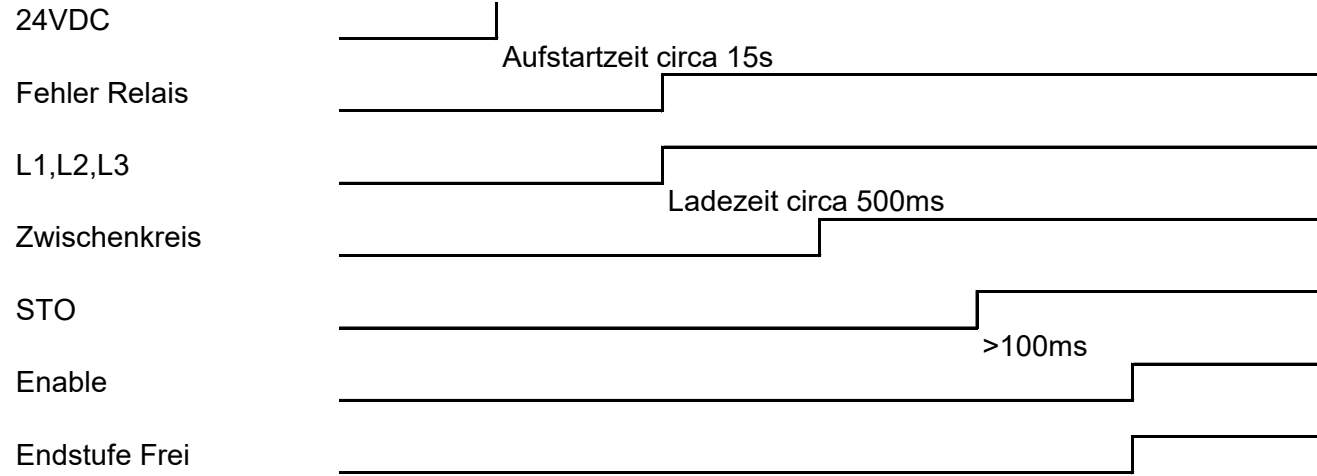 24VDC
Aufstartzeit circa 15s
Fehler Relais
L1,L2,L3
Ladezeit circa 500ms
Zwischenkreis
STO
>100ms
Enable
Endstufe Frei